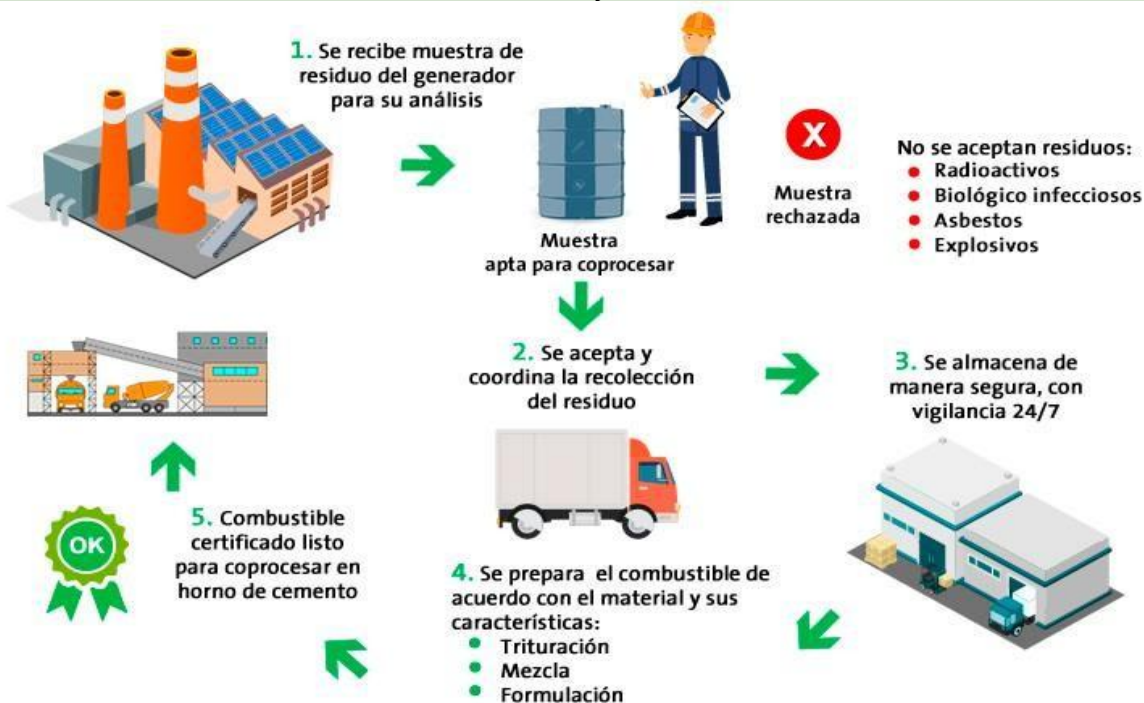 1. Se recibe muestra de
residuo del generador
para su análisis
Muestra
apta para coprocesar
X
Muestra
rechazada
No se aceptan residuos:
• Radioactivos
• Biológico infecciosos
• Asbestos
• Explosivos
2. Se acepta y
coordina la recolección
del residuo
3. Se almacena de
manera segura, con
vigilancia 24/7
4. Se prepara el combustible de
acuerdo con el material y sus
características:
• Trituración
• Mezcla
• Formulación
OK
5. Combustible
certificado listo
para coprocesar en
horno de cemento